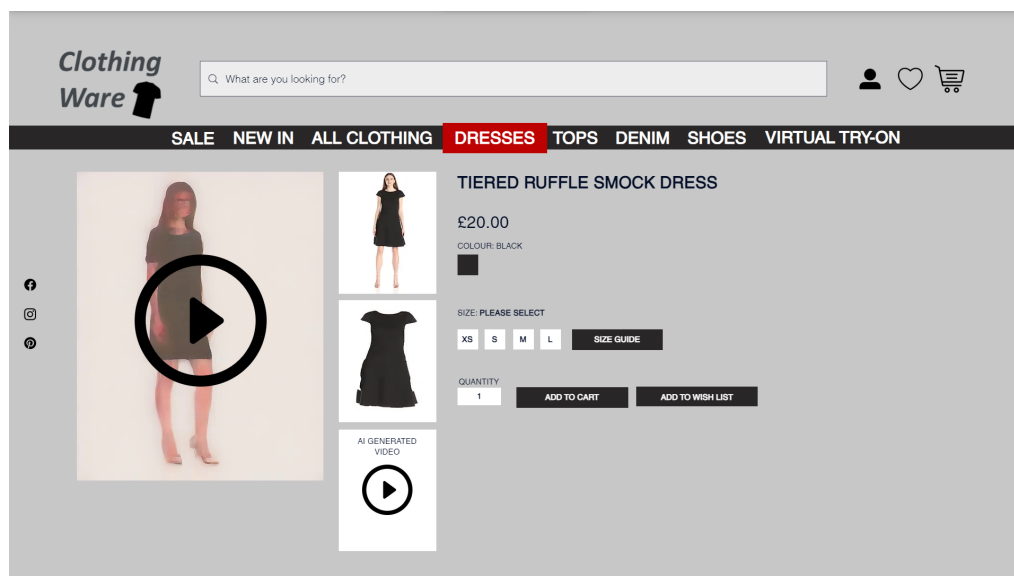 Clothing
Ware
What are you looking for?
SALE NEW IN ALL CLOTHING DRESSES TOPS DENIM SHOES VIRTUAL TRY-ON
TIERED RUFFLE SMOCK DRESS
£20.00
COLOUR: BLACK
SIZE: PLEASE SELECT
XS S M L SIZE GUIDE
QUANTITY
1 ADD TO CART ADD TO WISH LIST
AI GENERATED
VIDEO